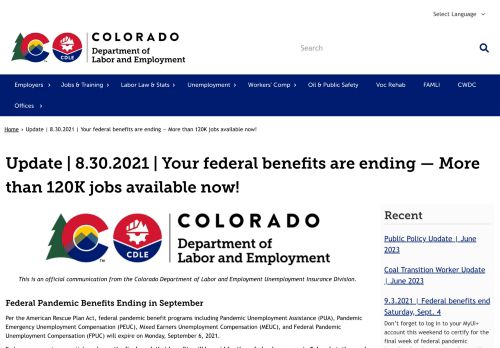 Select Language
COLORADO
Department of
Labor and Employment
CDLE
Search
Employers
Jobs & Training
Labor Law & Stats
Unemployment
Workers' Comp
Oil & Public Safety
Voc Rehab
FAMLI
CWDC
Offices
Home › Update | 8.30.2021 | Your federal benefits are ending — More than 120K jobs available now!
Update | 8.30.2021 | Your federal benefits are ending — More
than 120K jobs available now!
COLORADO
Department of
Labor and Employment
CDLE
TM
This is an official communication from the Colorado Department of Labor and Employment Unemployment Insurance Division.
Federal Pandemic Benefits Ending in September
Per the American Rescue Plan Act, federal pandemic benefit programs including Pandemic Unemployment Assistance (PUA), Pandemic
Emergency Unemployment Compensation (PEUC), Mixed Earners Unemployment Compensation (MEUC), and Federal Pandemic
Unemployment Compensation (FPUC) will expire on Monday, September 6, 2021.
Recent
Public Policy Update | June
2023
Coal Transition Worker Update
| June 2023
9.3.2021 | Federal benefits end
Saturday, Sept. 4
Don't forget to log in to your MyUI+
account this weekend to certify for the
final week of federal pandemic